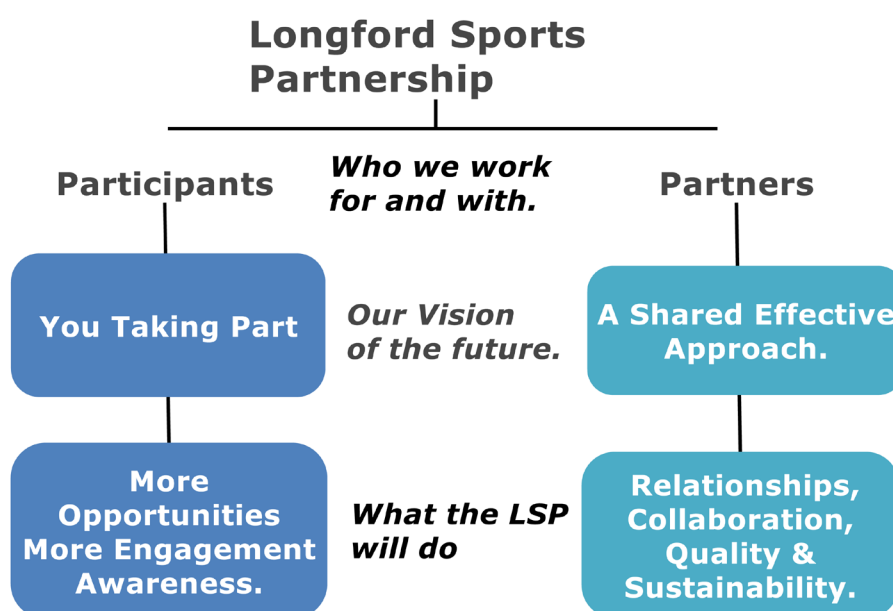 Longford Sports
Partnership
Participants
Who we work
for and with.
Partners
You Taking Part
Our Vision
of the future.
A Shared Effective
Approach.
More
Opportunities
More Engagement
Awareness.
What the LSP
will do
Relationships,
Collaboration,
Quality &
Sustainability.